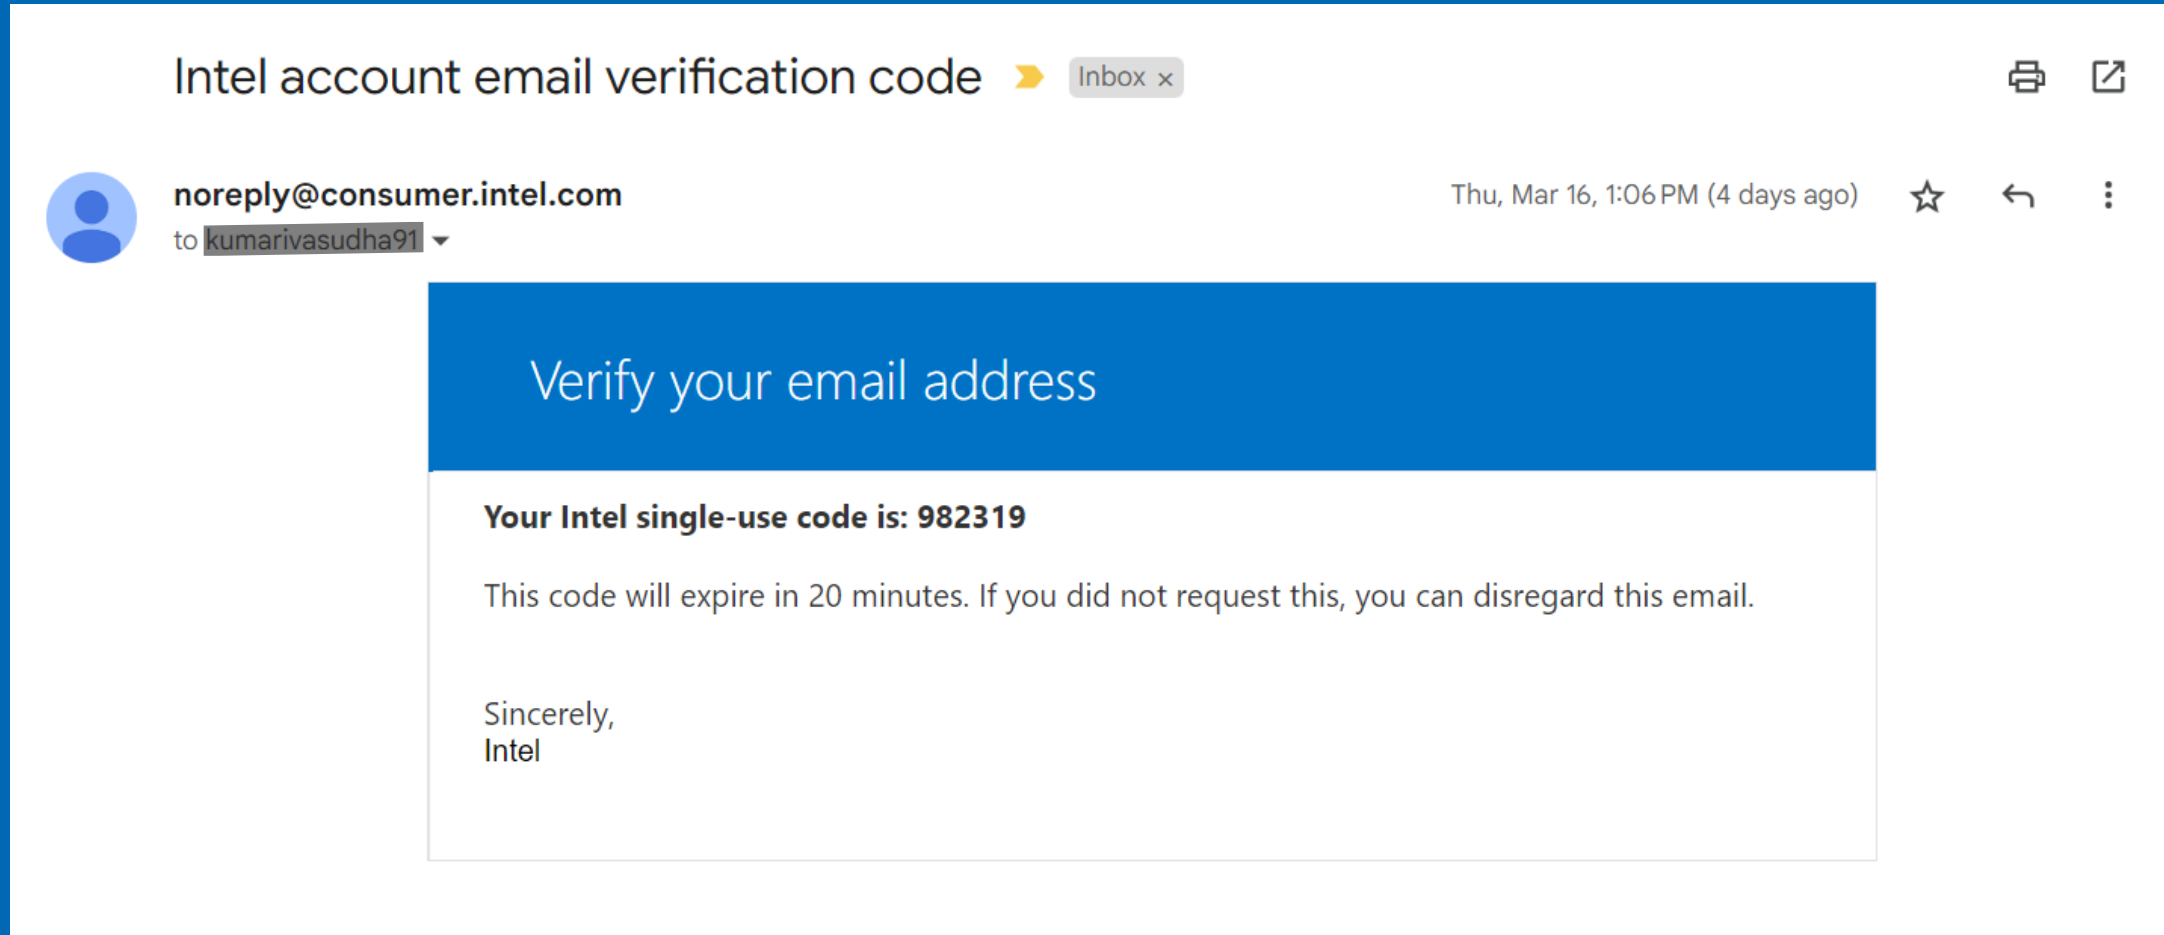 Intel account email verification code Inbox x
noreply@consumer.intel.com Thu, Mar 16, 1:06 PM (4 days ago)
to kumarivasudha91
Verify your email address
Your Intel single-use code is: 982319
This code will expire in 20 minutes. If you did not request this, you can disregard this email.
Sincerely,
Intel